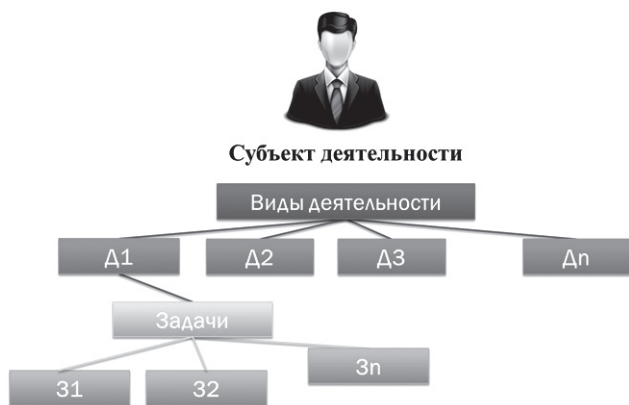 Субъект деятельности
Виды деятельности
Д1 Д2 Д3 Дn
Задачи
З1 З2 Зn